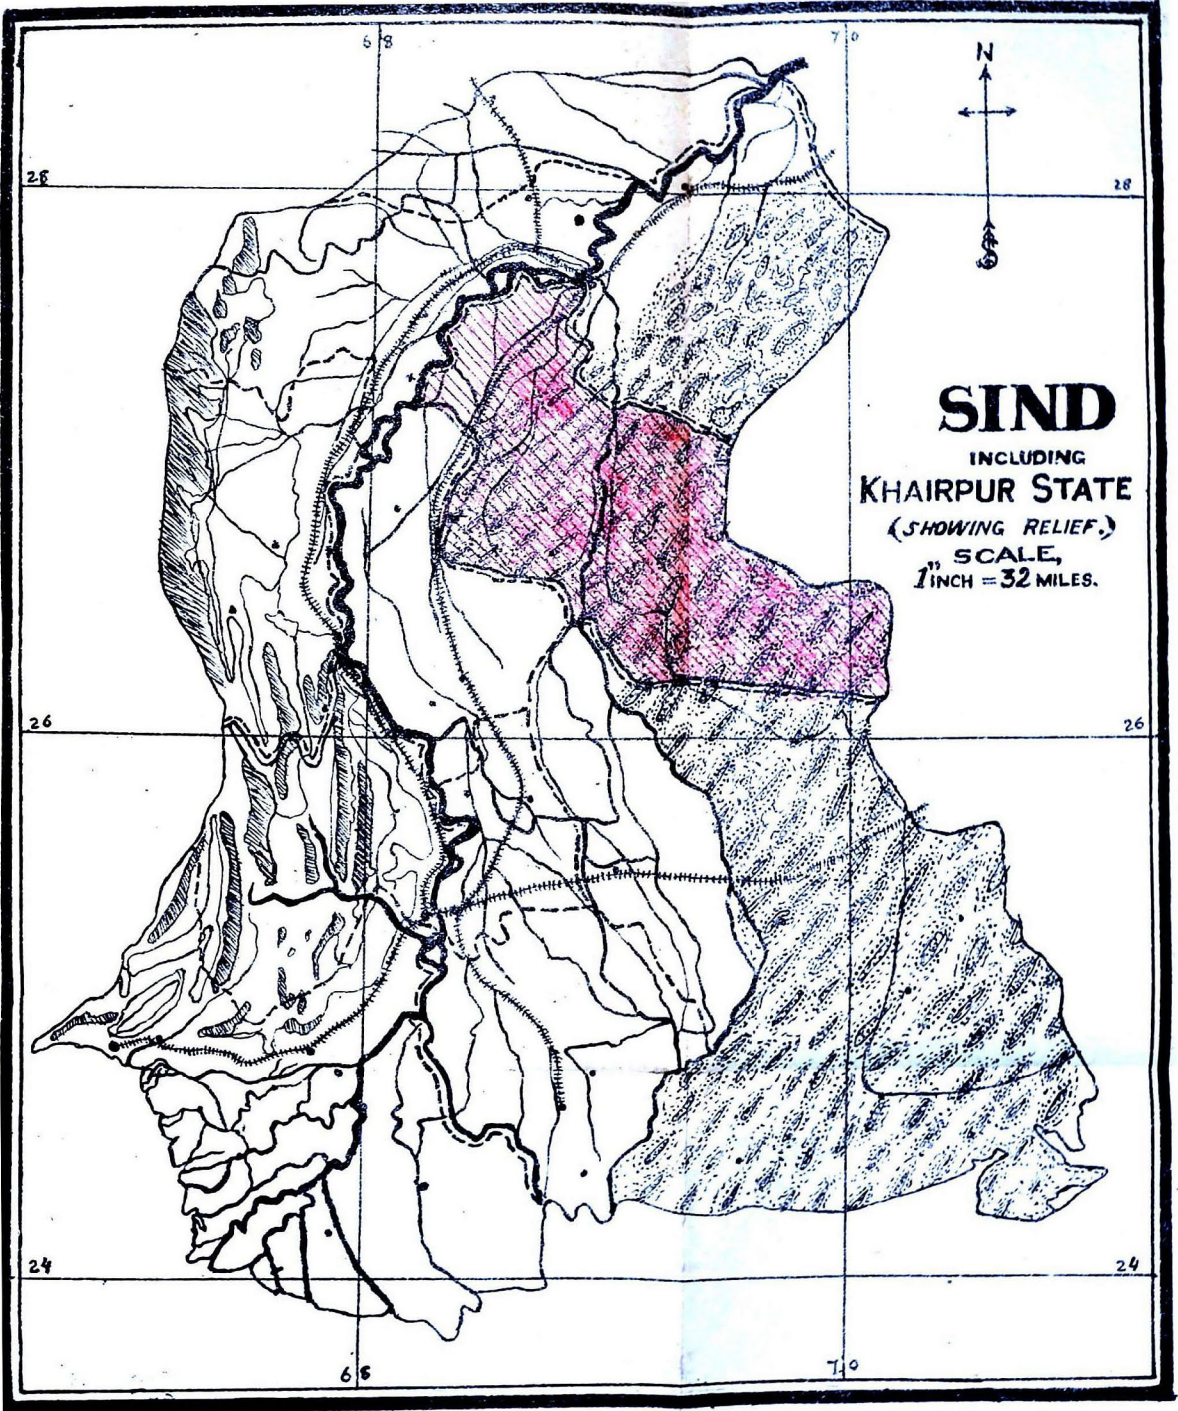 68 70
N
28 28
S
SIND
INCLUDING
KHAIRPUR STATE
(SHOWING RELIEF.)
SCALE,
1" INCH = 32 MILES.
26 26
24 24
68 70